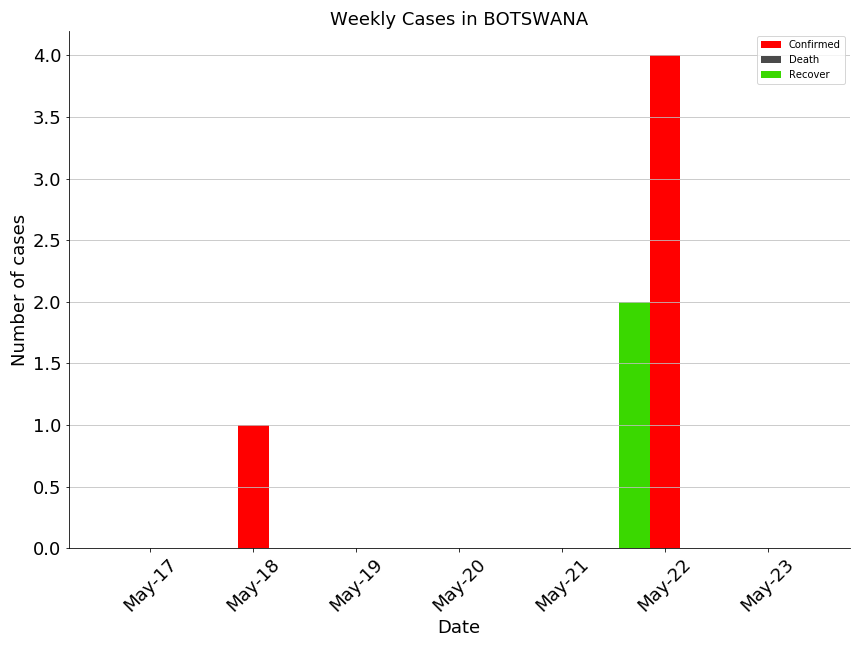 Weekly Cases in BOTSWANA
Confirmed
Death
Recover
Number of cases
4.0
3.5
3.0
2.5
2.0
1.5
1.0
0.5
0.0
May-17
May-18
May-19
May-20
May-21
May-22
May-23
Date